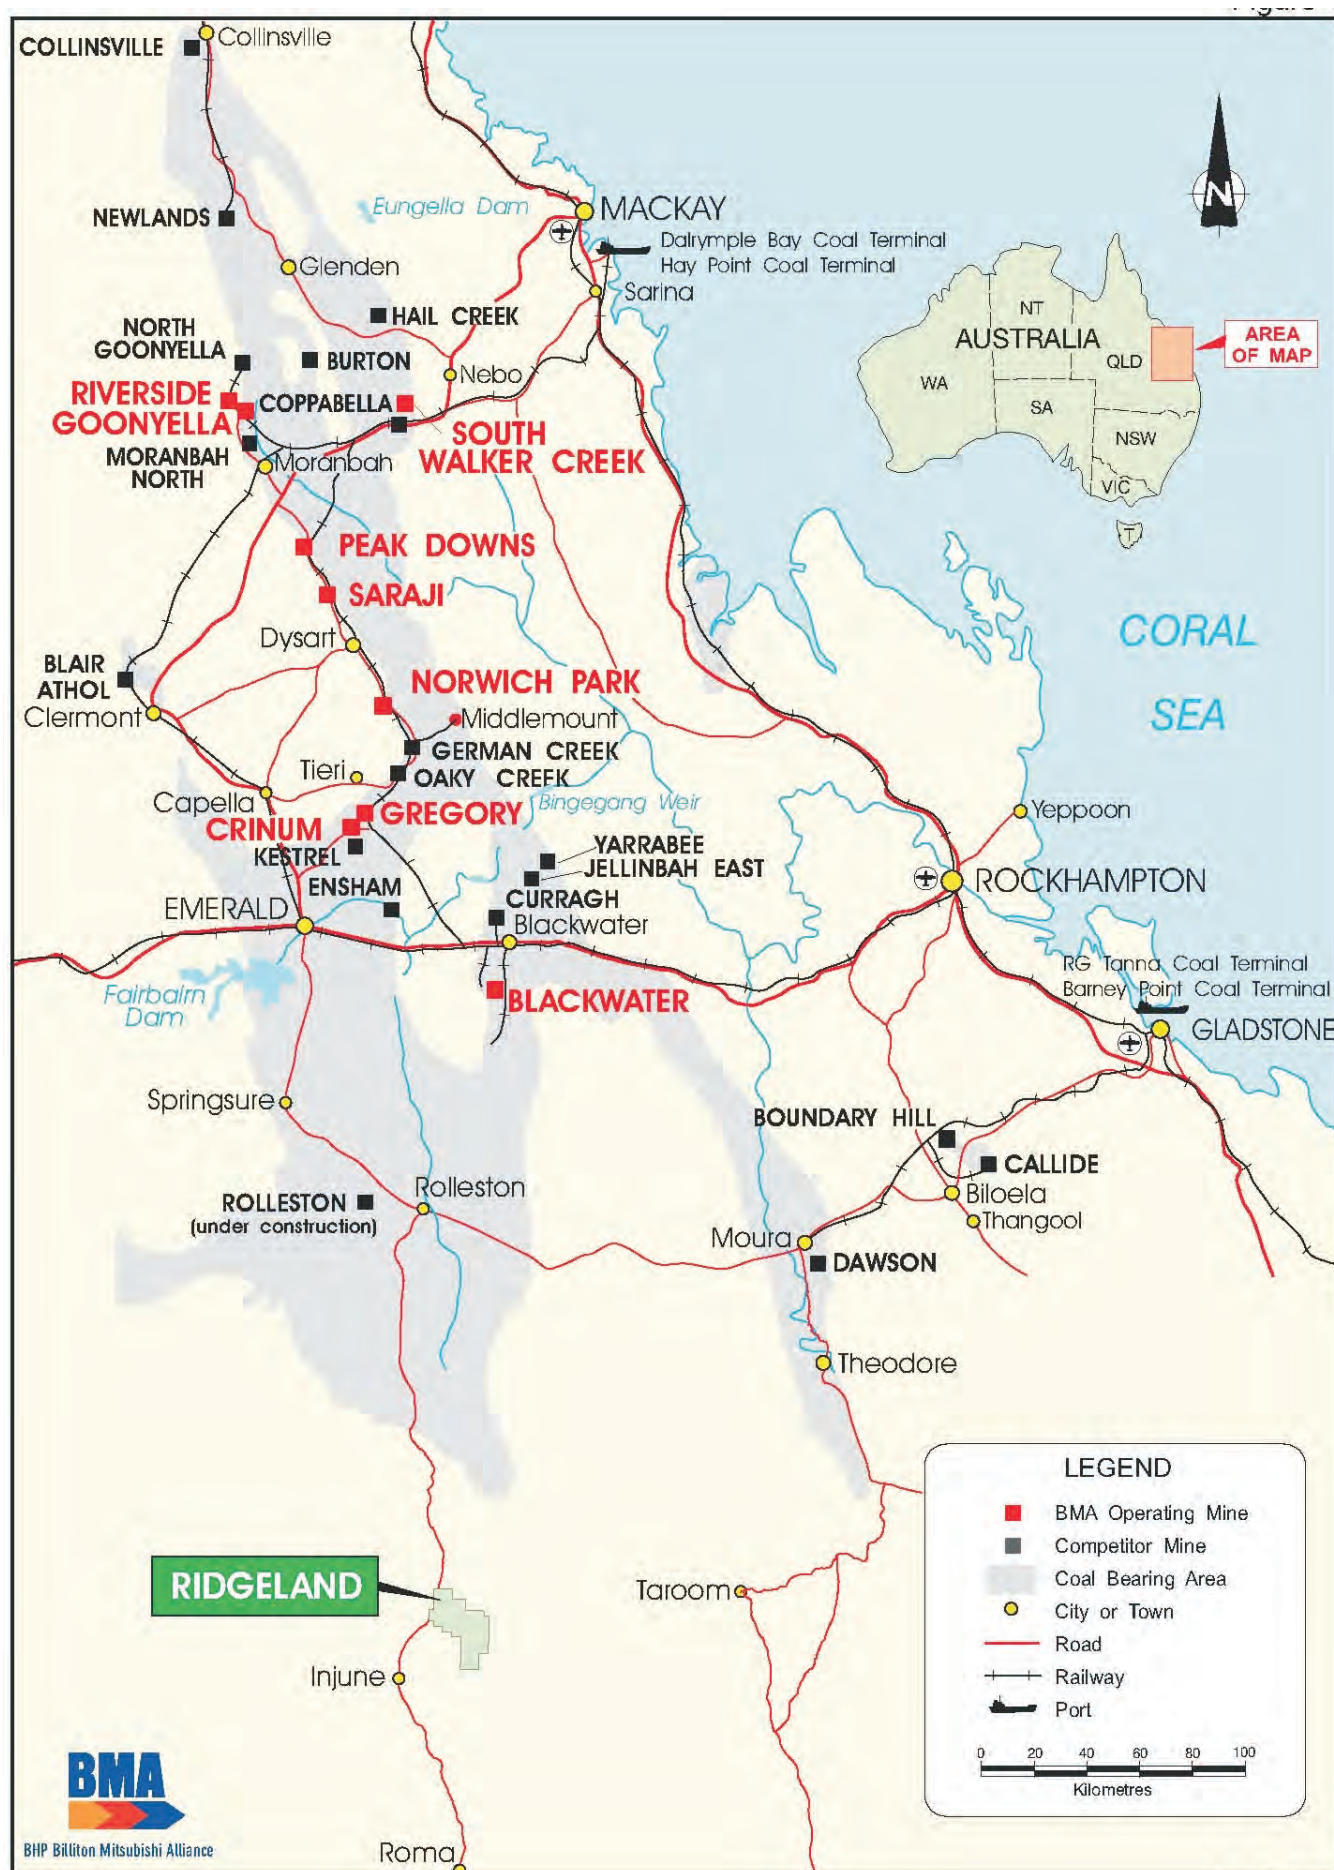 COLLINSVILLE
Collinsville
NEWLANDS
Eungella Dam
MACKAY
Dalrymple Bay Coal Terminal
Hay Point Coal Terminal
Glenden
Sarina
HAIL CREEK
NORTH
GOONYELLA
BURTON
Nebo
RIVERSIDE
GOONYELLA
COPPABELLA
SOUTH
WALKER CREEK
MORANBAH
NORTH
Moranbah
N
AUSTRALIA
NT
QLD
WA
SA
NSW
VIC
T
AREA
OF MAP
PEAK DOWNS
SARAJI
Dysart
CORAL
SEA
BLAIR
ATHOL
Clermont
NORWICH PARK
Middlemount
GERMAN CREEK
OAKY CREFK
Tieri
Capella
CRINUM
GREGORY
Bingegang Weir
Yeppoon
KESTREL
YARRABEE
JELLINBAH EAST
ENSHAM
CURRAGH
EMERALD
Blackwater
ROCKHAMPTON
Fairbairn
Dam
BLACKWATER
RG Tanna Coal Terminal
Barney Point Coal Terminal
GLADSTONE
Springsure
BOUNDARY HILL
CALLIDE
Biloela
Thangool
ROLLESTON
(under construction)
Rolleston
Moura
DAWSON
Theodore
RIDGELAND
Taroom
Injune
Roma
LEGEND
BMA Operating Mine
Competitor Mine
Coal Bearing Area
City or Town
Road
Railway
Port
0 20 40 60 80 100
Kilometres
BMA
BHP Billiton Mitsubishi Alliance